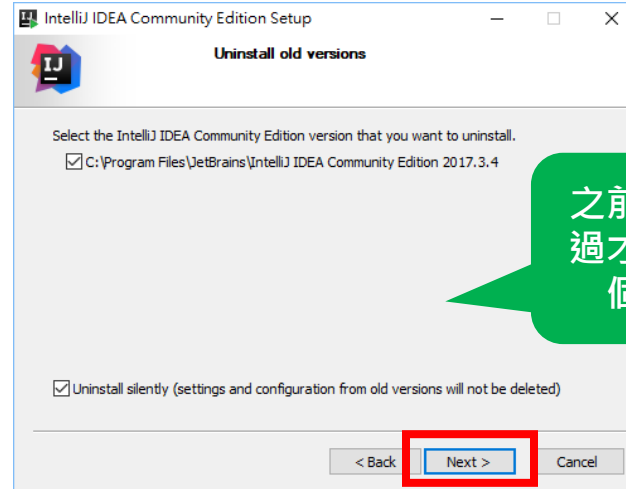 IntelliJ IDEA Community Edition Setup
Uninstall old versions
IJ
Select the IntelliJ IDEA Community Edition version that you want to uninstall.
C:\Program Files\JetBrains\IntelliJ IDEA Community Edition 2017.3.4
之前
過才
Uninstall silently (settings and configuration from old versions will not be deleted)
< Back
Next >
Cancel